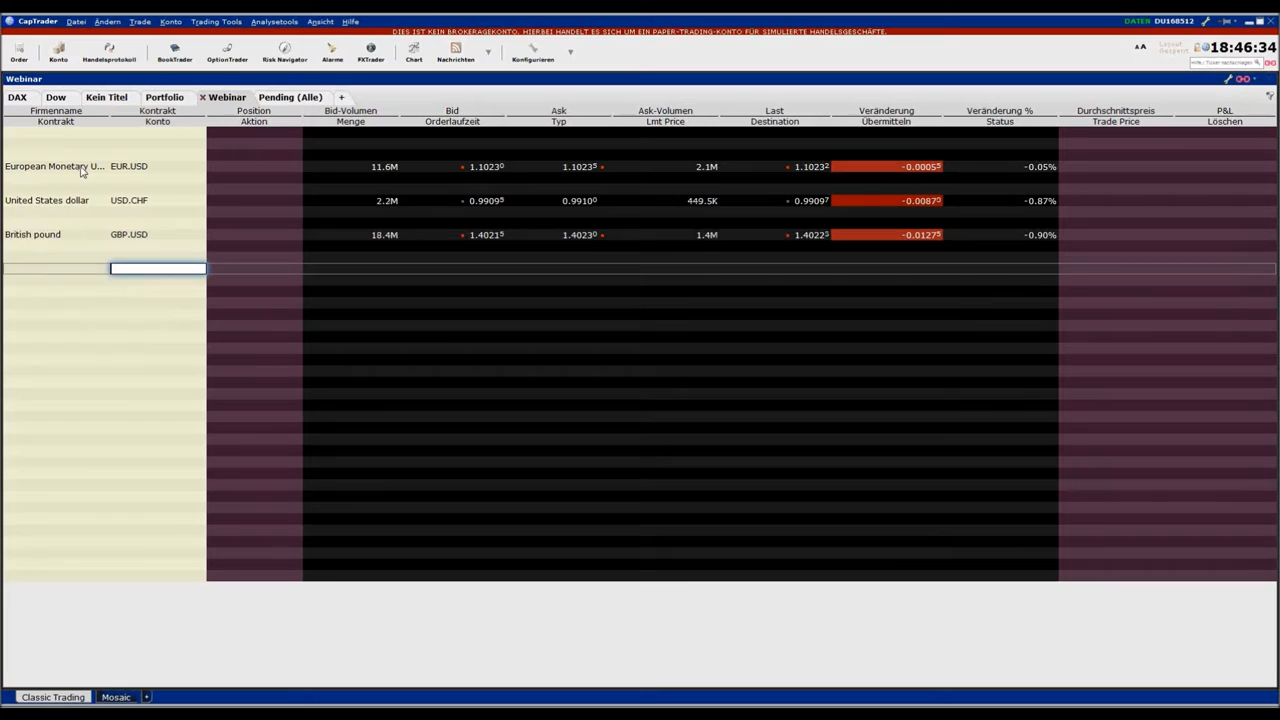 CapTrader Datei Ändern Trade Konto Trading Tools Analysetools Ansicht Hilfe DATEN DU168512
DIES IST KEIN BROKERAGEKONTO. HIERBEI HANDELT ES SICH UM EIN PAPER-TRADING-KONTO FÜR SIMULIERTE HANDELSGESCHÄFTE.
Order Konto Handelsprotokoll BookTrader OptionTrader Risk Navigator Alarme FXTrader Chart Nachrichten Konfigurieren AA 18:46:34
Webinar
DAX Dow Kein Titel Portfolio x Webinar Pending (Alle) +
Firmenname Kontrakt Position Bid-Volumen Bid Ask Ask-Volumen Last Veränderung Veränderung % Durchschnittspreis P&L
Kontrakt Konto Aktion Menge Orderlaufzeit Typ Lmt Price Destination Übermitteln Status Trade Price Löschen
European Monetary U... EUR.USD 11.6M 1.10230 1.10235 2.1M 1.10232 -0.00055 -0.05%
United States dollar USD.CHF 2.2M 0.99095 0.99100 449.5K 0.99097 -0.00870 -0.87%
British pound GBP.USD 18.4M 1.40215 1.40230 1.4M 1.40225 -0.01275 -0.90%
Classic Trading Mosaic +